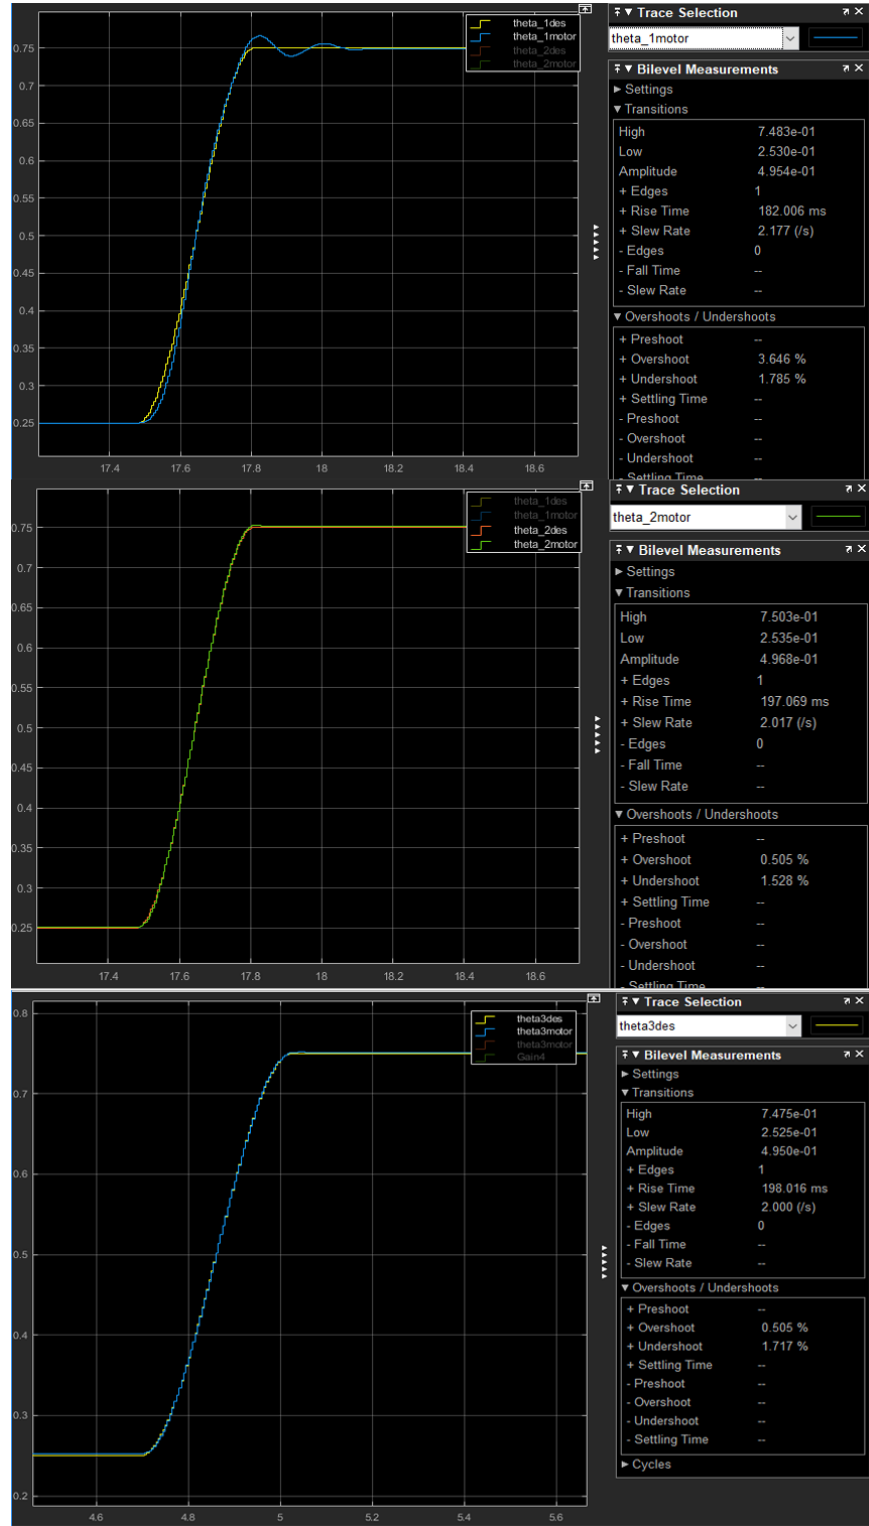 theta_1des
theta_1motor
theta_2des
theta_2motor
0.75
0.7
0.65
0.6
0.55
0.5
0.45
0.4
0.35
0.3
0.25
17.4 17.6 17.8 18 18.2 18.4 18.6
Trace Selection
theta_1motor
Bilevel Measurements
Settings
Transitions
High 7.483e-01
Low 2.530e-01
Amplitude 4.954e-01
+ Edges 1
+ Rise Time 182.006 ms
+ Slew Rate 2.177 (/s)
- Edges 0
- Fall Time --
- Slew Rate --
Overshoots / Undershoots
+ Preshoot --
+ Overshoot 3.646 %
+ Undershoot 1.785 %
+ Settling Time --
- Preshoot --
- Overshoot --
- Undershoot --
- Settling Time --
theta_1des
theta_1motor
theta_2des
theta_2motor
0.75
0.7
0.65
0.6
0.55
0.5
0.45
0.4
0.35
0.3
0.25
17.4 17.6 17.8 18 18.2 18.4 18.6
Trace Selection
theta_2motor
Bilevel Measurements
Settings
Transitions
High 7.503e-01
Low 2.535e-01
Amplitude 4.968e-01
+ Edges 1
+ Rise Time 197.069 ms
+ Slew Rate 2.017 (/s)
- Edges 0
- Fall Time --
- Slew Rate --
Overshoots / Undershoots
+ Preshoot --
+ Overshoot 0.505 %
+ Undershoot 1.528 %
+ Settling Time --
- Preshoot --
- Overshoot --
- Undershoot --
- Settling Time --
theta3des
theta3motor
theta3motor
Gain4
0.8
0.7
0.6
0.5
0.4
0.3
0.2
4.6 4.8 5 5.2 5.4 5.6
Trace Selection
theta3des
Bilevel Measurements
Settings
Transitions
High 7.475e-01
Low 2.525e-01
Amplitude 4.950e-01
+ Edges 1
+ Rise Time 198.016 ms
+ Slew Rate 2.000 (/s)
- Edges 0
- Fall Time --
- Slew Rate --
Overshoots / Undershoots
+ Preshoot --
+ Overshoot 0.505 %
+ Undershoot 1.717 %
+ Settling Time --
- Preshoot --
- Overshoot --
- Undershoot --
- Settling Time --
Cycles